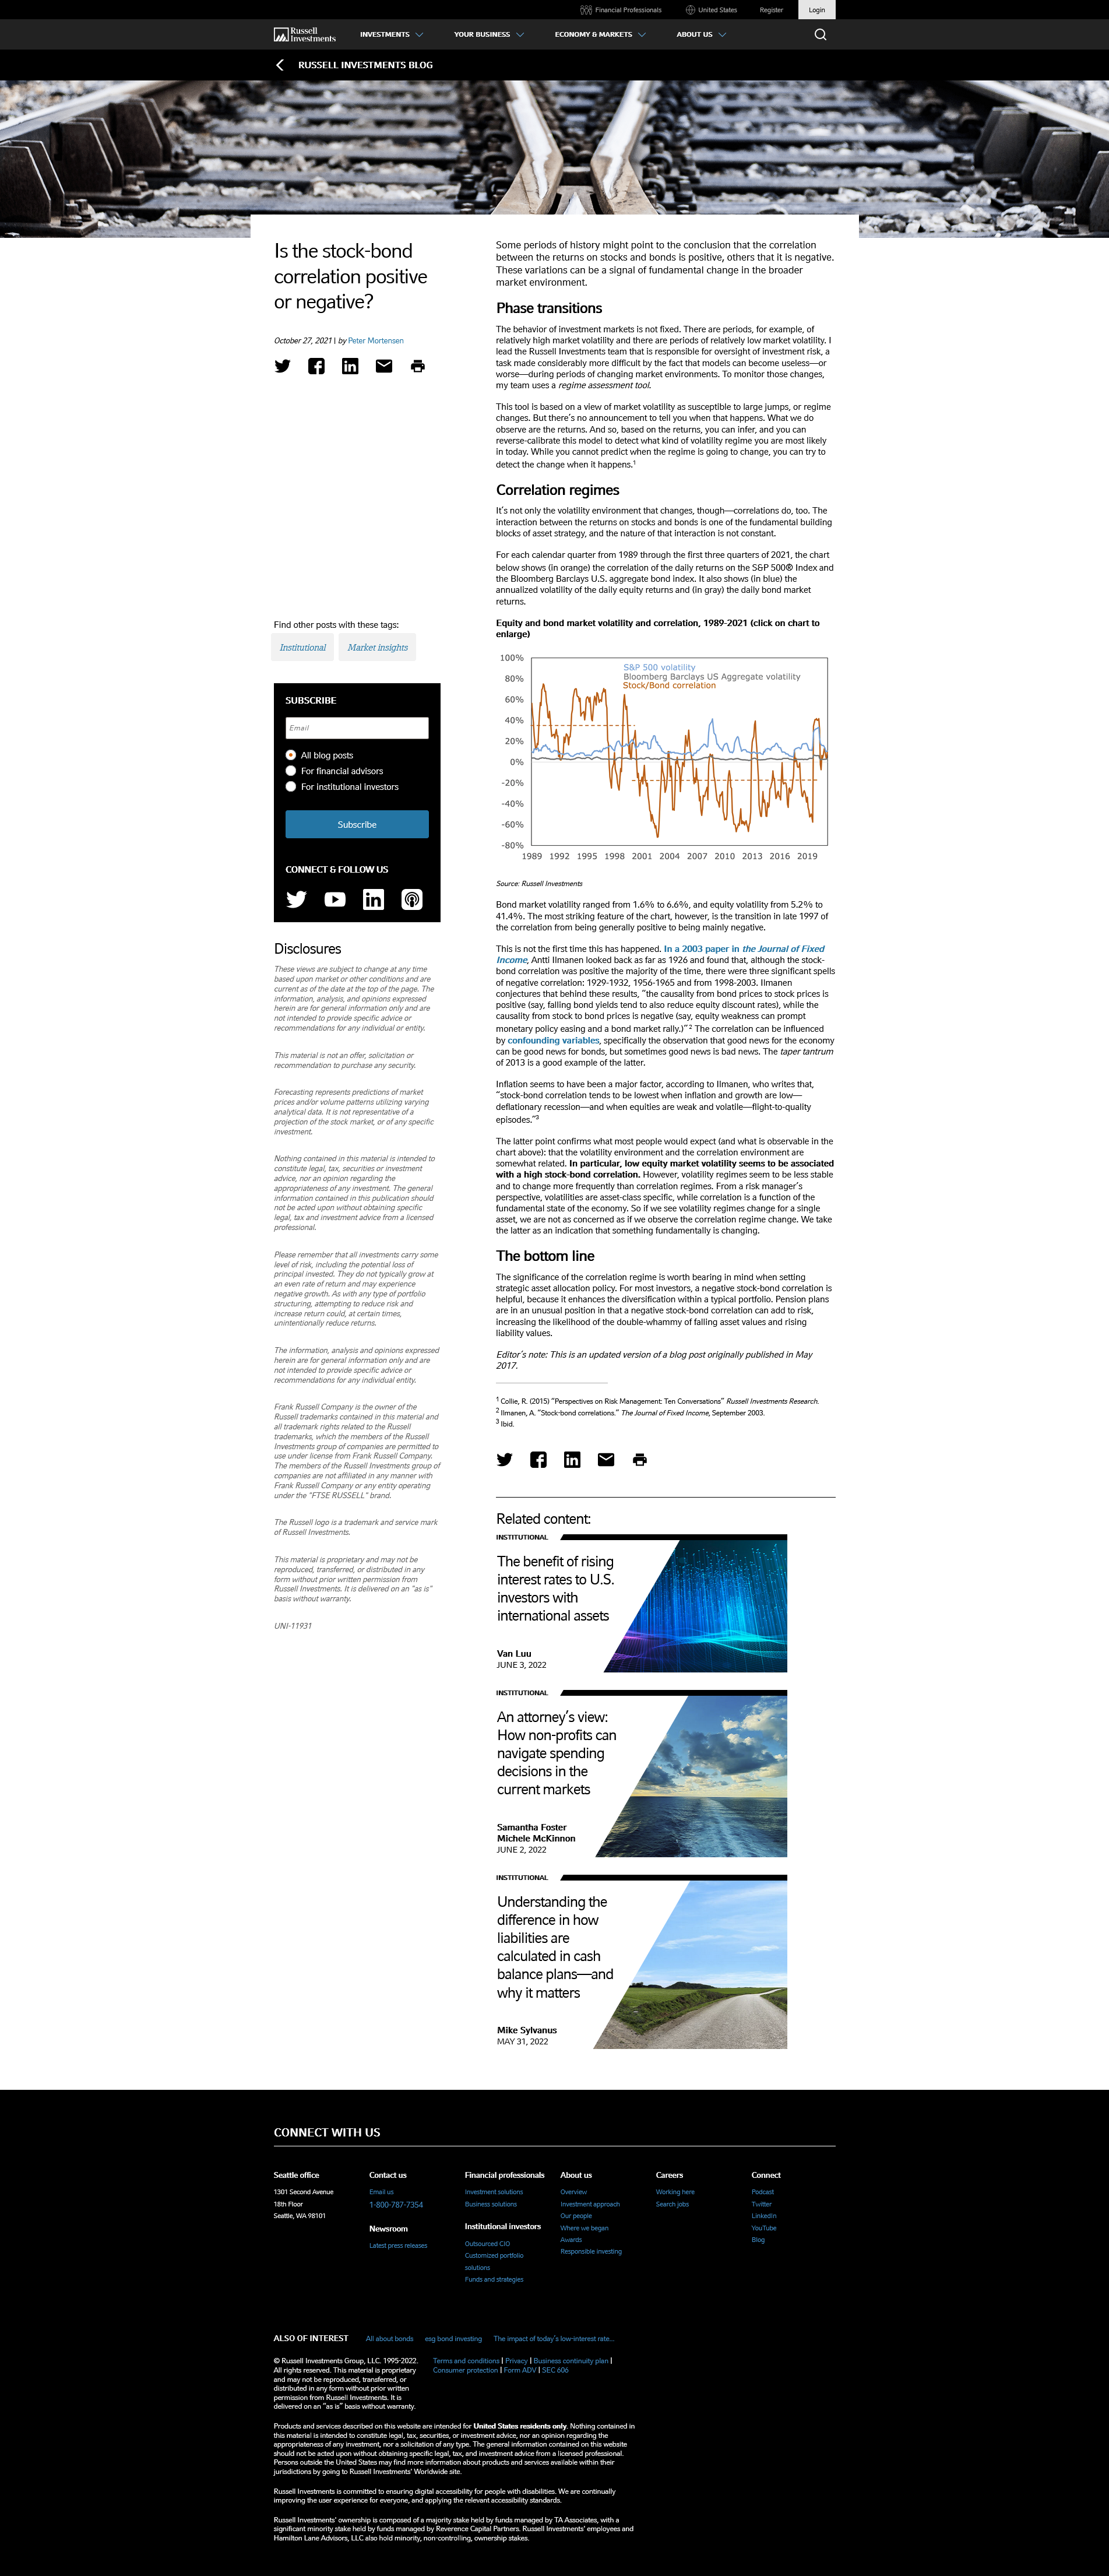 Financial Professionals
United States
Register
Login
Russell
Investments
INVESTMENTS
YOUR BUSINESS
ECONOMY & MARKETS
ABOUT US
RUSSELL INVESTMENTS BLOG
Is the stock-bond
correlation positive
or negative?
October 27, 2021 | by Peter Mortensen
Find other posts with these tags:
Institutional
Market insights
SUBSCRIBE
Email
All blog posts
For financial advisors
For institutional investors
Subscribe
CONNECT & FOLLOW US
Disclosures
These views are subject to change at any time
based upon market or other conditions and are
current as of the date at the top of the page. The
information, analysis, and opinions expressed
herein are for general information only and are
not intended to provide specific advice or
recommendations for any individual or entity.
This material is not an offer, solicitation or
recommendation to purchase any security.
Forecasting represents predictions of market
prices and/or volume patterns utilizing varying
analytical data. It is not representative of a
projection of the stock market, or of any specific
investment.
Nothing contained in this material is intended to
constitute legal, tax, securities or investment
advice, nor an opinion regarding the
appropriateness of any investment. The general
information contained in this publication should
not be acted upon without obtaining specific
legal, tax and investment advice from a licensed
professional.
Please remember that all investments carry some
level of risk, including the potential loss of
principal invested. They do not typically grow at
an even rate of return and may experience
negative growth. As with any type of portfolio
structuring, attempting to reduce risk and
increase return could, at certain times,
unintentionally reduce returns.
The information, analysis and opinions expressed
herein are for general information only and are
not intended to provide specific advice or
recommendations for any individual entity.
Frank Russell Company is the owner of the
Russell trademarks contained in this material and
all trademark rights related to the Russell
trademarks, which the members of the Russell
Investments group of companies are permitted to
use under license from Frank Russell Company.
The members of the Russell Investments group of
companies are not affiliated in any manner with
Frank Russell Company or any entity operating
under the "FTSE RUSSELL" brand.
The Russell logo is a trademark and service mark
of Russell Investments.
This material is proprietary and may not be
reproduced, transferred, or distributed in any
form without prior written permission from
Russell Investments. It is delivered on an "as is"
basis without warranty.
UNI-11931
Some periods of history might point to the conclusion that the correlation
between the returns on stocks and bonds is positive, others that it is negative.
These variations can be a signal of fundamental change in the broader
market environment.
Phase transitions
The behavior of investment markets is not fixed. There are periods, for example, of
relatively high market volatility and there are periods of relatively low market volatility. I
lead the Russell Investments team that is responsible for oversight of investment risk, a
task made considerably more difficult by the fact that models can become useless—or
worse—during periods of changing market environments. To monitor those changes,
my team uses a regime assessment tool.
This tool is based on a view of market volatility as susceptible to large jumps, or regime
changes. But there's no announcement to tell you when that happens. What we do
observe are the returns. And so, based on the returns, you can infer, and you can
reverse-calibrate this model to detect what kind of volatility regime you are most likely
in today. While you cannot predict when the regime is going to change, you can try to
detect the change when it happens.1
Correlation regimes
It's not only the volatility environment that changes, though—correlations do, too. The
interaction between the returns on stocks and bonds is one of the fundamental building
blocks of asset strategy, and the nature of that interaction is not constant.
For each calendar quarter from 1989 through the first three quarters of 2021, the chart
below shows (in orange) the correlation of the daily returns on the S&P 500® Index and
the Bloomberg Barclays U.S. aggregate bond index. It also shows (in blue) the
annualized volatility of the daily equity returns and (in gray) the daily bond market
returns.
Equity and bond market volatility and correlation, 1989-2021 (click on chart to
enlarge)
S&P 500 volatility
Bloomberg Barclays US Aggregate volatility
Stock/Bond correlation
100%
80%
60%
40%
20%
0%
-20%
-40%
-60%
-80%
1989 1992 1995 1998 2001 2004 2007 2010 2013 2016 2019
Source: Russell Investments
Bond market volatility ranged from 1.6% to 6.6%, and equity volatility from 5.2% to
41.4%. The most striking feature of the chart, however, is the transition in late 1997 of
the correlation from being generally positive to being mainly negative.
This is not the first time this has happened. In a 2003 paper in the Journal of Fixed
Income, Antti Ilmanen looked back as far as 1926 and found that, although the stock-
bond correlation was positive the majority of the time, there were three significant spells
of negative correlation: 1929-1932, 1956-1965 and from 1998-2003. Ilmanen
conjectures that behind these results, "the causality from bond prices to stock prices is
positive (say, falling bond yields tend to also reduce equity discount rates), while the
causality from stock to bond prices is negative (say, equity weakness can prompt
monetary policy easing and a bond market rally.)"2 The correlation can be influenced
by confounding variables, specifically the observation that good news for the economy
can be good news for bonds, but sometimes good news is bad news. The taper tantrum
of 2013 is a good example of the latter.
Inflation seems to have been a major factor, according to Ilmanen, who writes that,
"stock-bond correlation tends to be lowest when inflation and growth are low—
deflationary recession—and when equities are weak and volatile—flight-to-quality
episodes."3
The latter point confirms what most people would expect (and what is observable in the
chart above): that the volatility environment and the correlation environment are
somewhat related. In particular, low equity market volatility seems to be associated
with a high stock-bond correlation. However, volatility regimes seem to be less stable
and to change more frequently than correlation regimes. From a risk manager's
perspective, volatilities are asset-class specific, while correlation is a function of the
fundamental state of the economy. So if we see volatility regimes change for a single
asset, we are not as concerned as if we observe the correlation regime change. We take
the latter as an indication that something fundamentally is changing.
The bottom line
The significance of the correlation regime is worth bearing in mind when setting
strategic asset allocation policy. For most investors, a negative stock-bond correlation is
helpful, because it enhances the diversification within a typical portfolio. Pension plans
are in an unusual position in that a negative stock-bond correlation can add to risk,
increasing the likelihood of the double-whammy of falling asset values and rising
liability values.
Editor's note: This is an updated version of a blog post originally published in May
2017.
1 Collie, R. (2015) "Perspectives on Risk Management: Ten Conversations" Russell Investments Research.
2 Ilmanen, A. "Stock-bond correlations." The Journal of Fixed Income, September 2003.
3 Ibid.
Related content:
INSTITUTIONAL
The benefit of rising
interest rates to U.S.
investors with
international assets
Van Luu
JUNE 3, 2022
INSTITUTIONAL
An attorney's view:
How non-profits can
navigate spending
decisions in the
current markets
Samantha Foster
Michele McKinnon
JUNE 2, 2022
INSTITUTIONAL
Understanding the
difference in how
liabilities are
calculated in cash
balance plans—and
why it matters
Mike Sylvanus
MAY 31, 2022
CONNECT WITH US
Seattle office
1301 Second Avenue
18th Floor
Seattle, WA 98101
Contact us
Email us
1-800-787-7354
Newsroom
Latest press releases
Financial professionals
Investment solutions
Business solutions
Institutional investors
Outsourced CIO
Customized portfolio
solutions
Funds and strategies
About us
Overview
Investment approach
Our people
Where we began
Awards
Responsible investing
Careers
Working here
Search jobs
Connect
Podcast
Twitter
LinkedIn
YouTube
Blog
ALSO OF INTEREST
All about bonds
esg bond investing
The impact of today's low-interest rate...
© Russell Investments Group, LLC. 1995-2022.
All rights reserved. This material is proprietary
and may not be reproduced, transferred, or
distributed in any form without prior written
permission from Russell Investments. It is
delivered on an "as is" basis without warranty.
Terms and conditions | Privacy | Business continuity plan |
Consumer protection | Form ADV | SEC 606
Products and services described on this website are intended for United States residents only. Nothing contained in
this material is intended to constitute legal, tax, securities, or investment advice, nor an opinion regarding the
appropriateness of any investment, nor a solicitation of any type. The general information contained on this website
should not be acted upon without obtaining specific legal, tax, and investment advice from a licensed professional.
Persons outside the United States may find more information about products and services available within their
jurisdictions by going to Russell Investments' Worldwide site.
Russell Investments is committed to ensuring digital accessibility for people with disabilities. We are continually
improving the user experience for everyone, and applying the relevant accessibility standards.
Russell Investments' ownership is composed of a majority stake held by funds managed by TA Associates, with a
significant minority stake held by funds managed by Reverence Capital Partners. Russell Investments' employees and
Hamilton Lane Advisors, LLC also hold minority, non-controlling, ownership stakes.